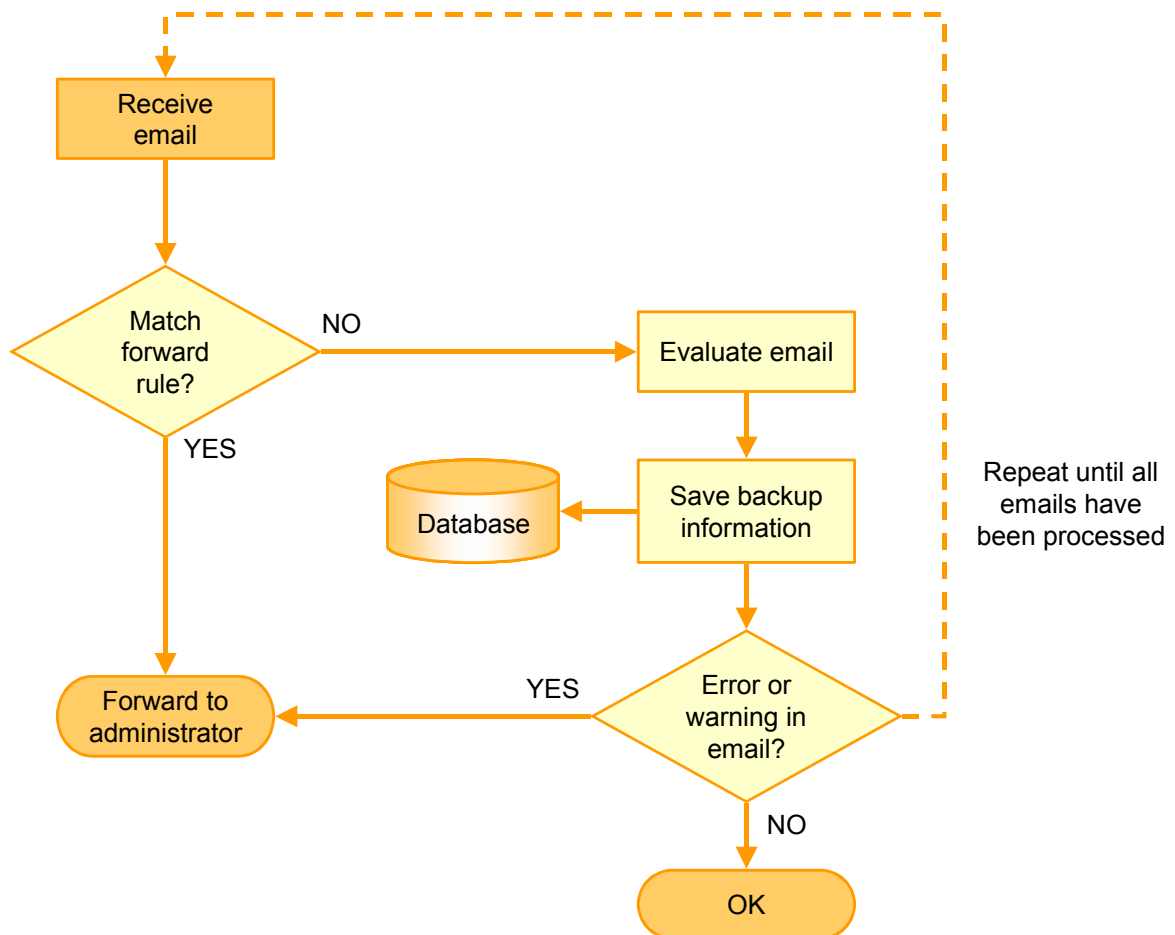 Receive
email
Match
forward
rule?
NO
Evaluate email
YES
Database
Save backup
information
Repeat until all
emails have
been processed
Forward to
administrator
YES
Error or
warning in
email?
NO
OK